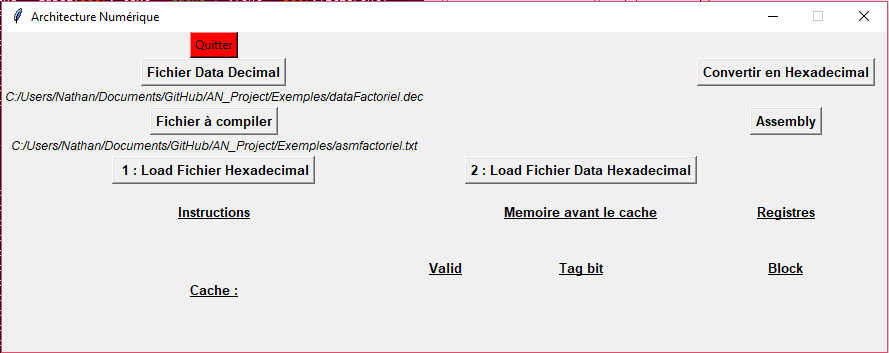 Architecture Numérique
Quitter
Fichier Data Decimal Convertir en Hexadecimal
C:/Users/Nathan/Documents/GitHub/AN_Project/Exemples/dataFactoriel.dec
Fichier à compiler Assembly
C:/Users/Nathan/Documents/GitHub/AN_Project/Exemples/asmfactoriel.txt
1 : Load Fichier Hexadecimal 2 : Load Fichier Data Hexadecimal
Instructions Memoire avant le cache Registres
Valid Tag bit Block
Cache :